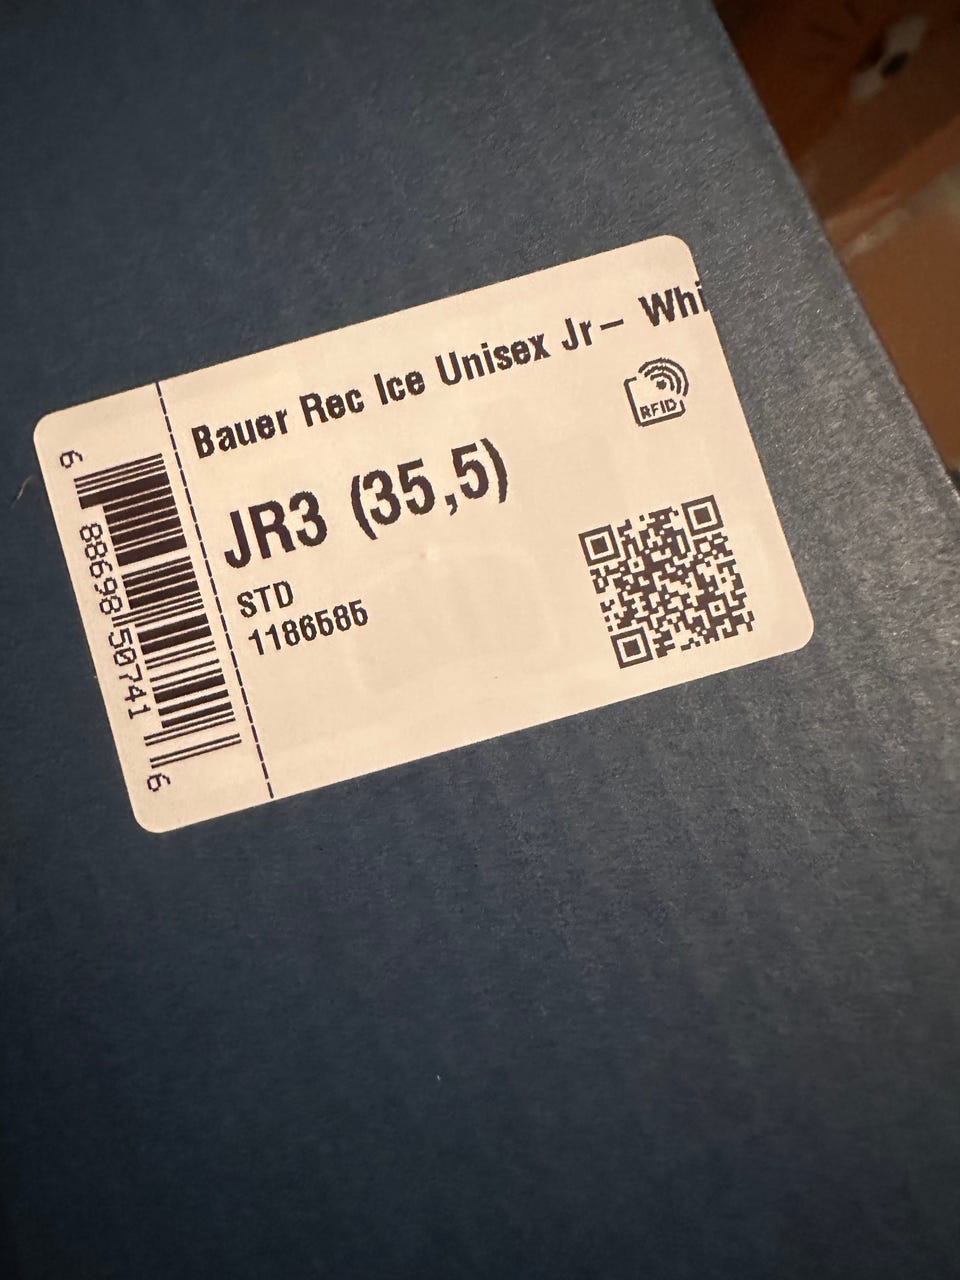 Bauer Rec Ice Unisex Jr- Whi
RFID
JR3 (35,5)
STD
1186585
6 88698 50741 6